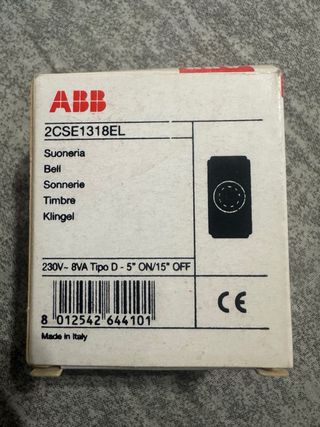 ABB
2CSE1318EL
Suoneria
Bell
Sonnerie
Timbre
Klingel
230V~ 8VA Tipo D - 5" ON/15" OFF
8 012542 644101
CE
Made in Italy